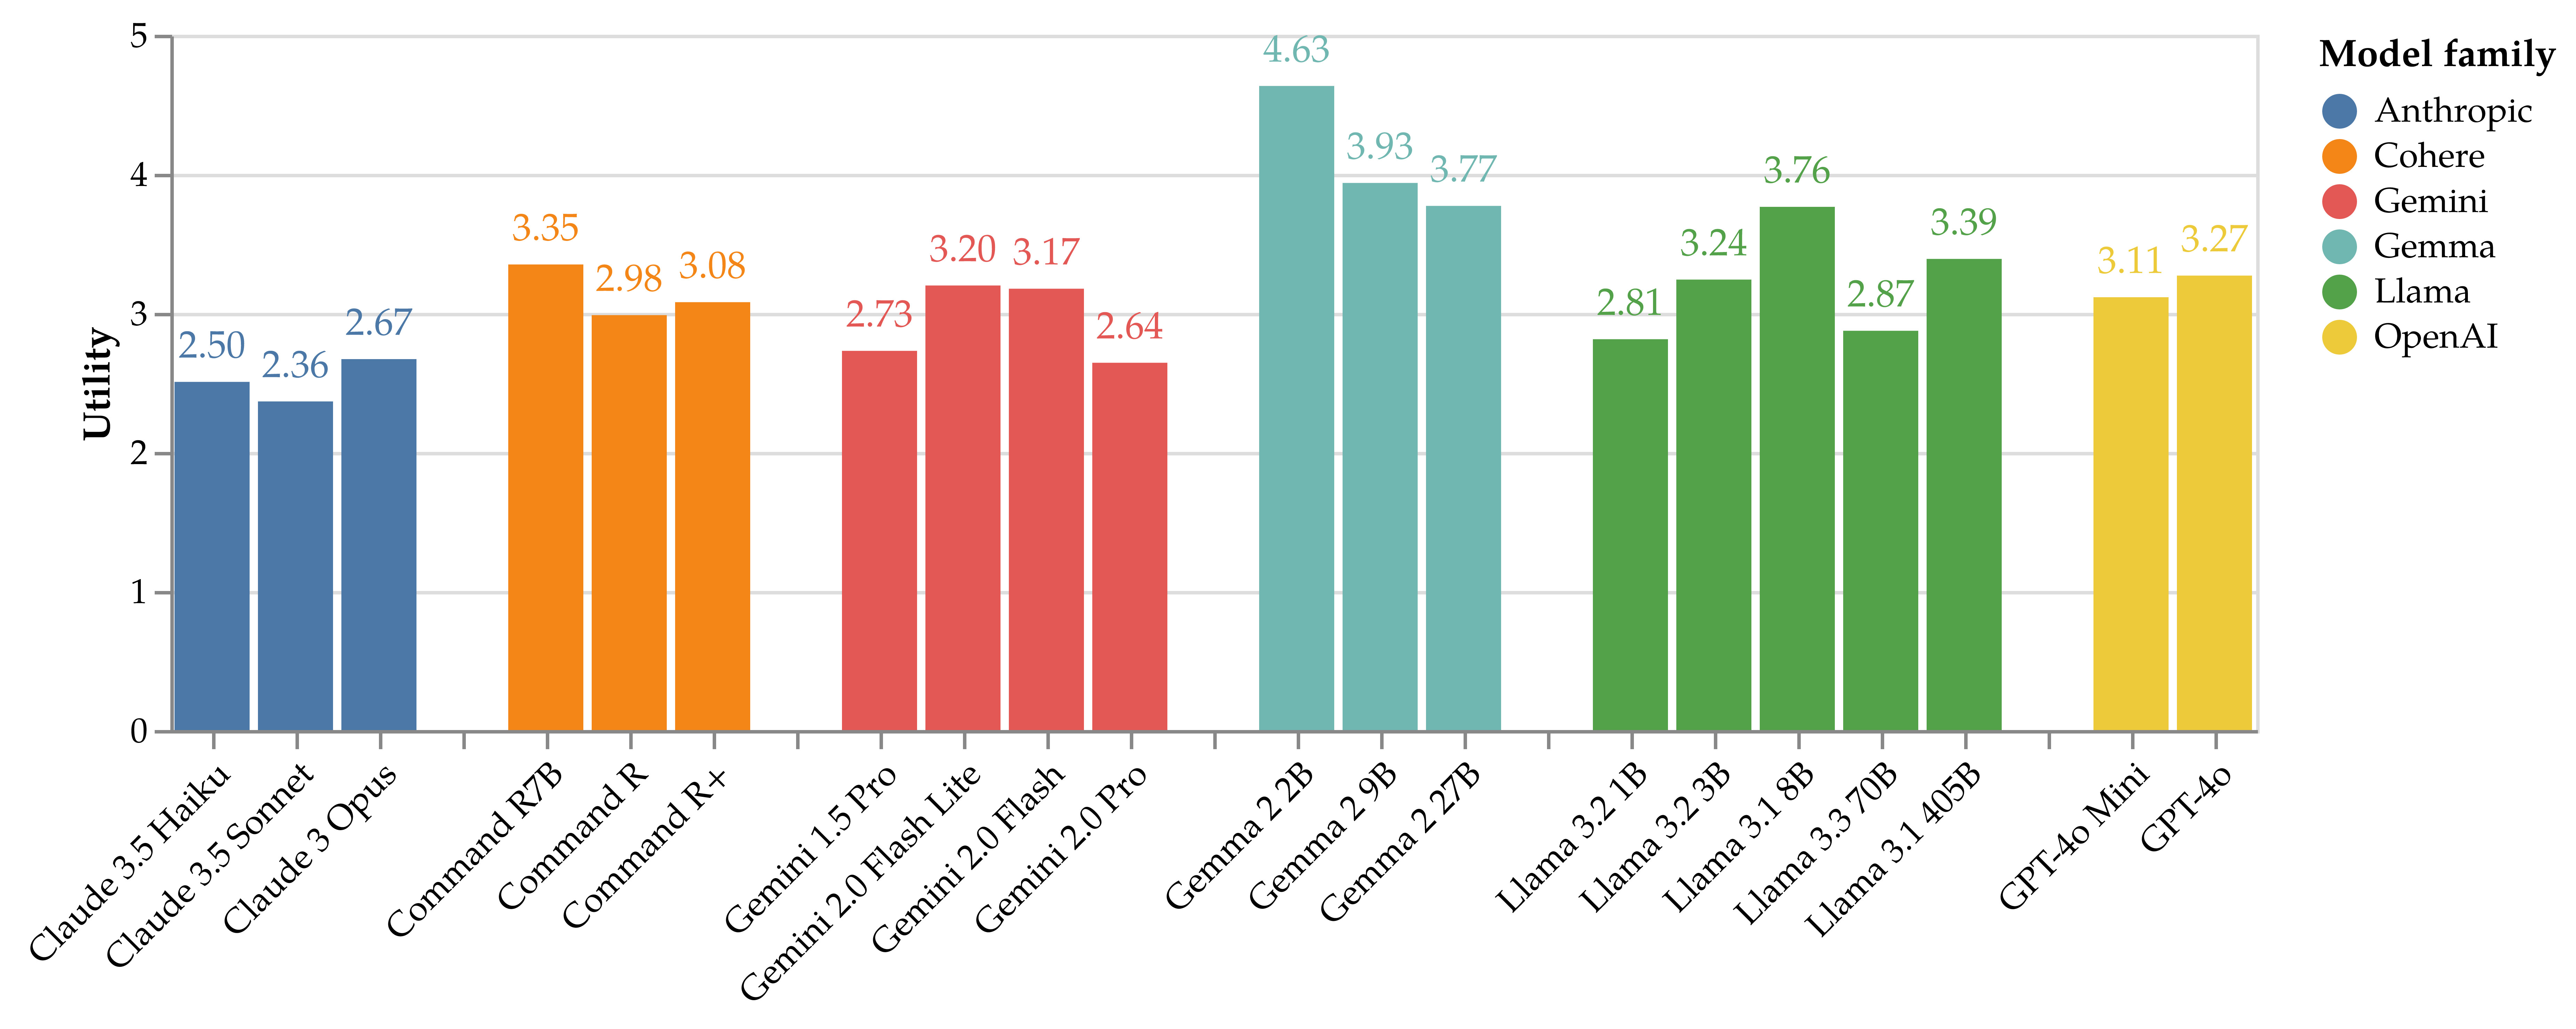 5
4
3
2
1
0
Utility
2.50
2.36
2.67
3.35
2.98
3.08
2.73
3.20
3.17
2.64
4.63
3.93
3.77
2.81
3.24
3.76
2.87
3.39
3.11
3.27
Claude 3.5 Haiku
Claude 3.5 Sonnet
Claude 3 Opus
Command R7B
Command R
Command R+
Gemini 1.5 Pro
Gemini 2.0 Flash Lite
Gemini 2.0 Flash
Gemini 2.0 Pro
Gemma 2 2B
Gemma 2 9B
Gemma 2 27B
Llama 3.2 1B
Llama 3.2 3B
Llama 3.1 8B
Llama 3.3 70B
Llama 3.1 405B
GPT-4o Mini
GPT-4o
Model family
Anthropic
Cohere
Gemini
Gemma
Llama
OpenAI